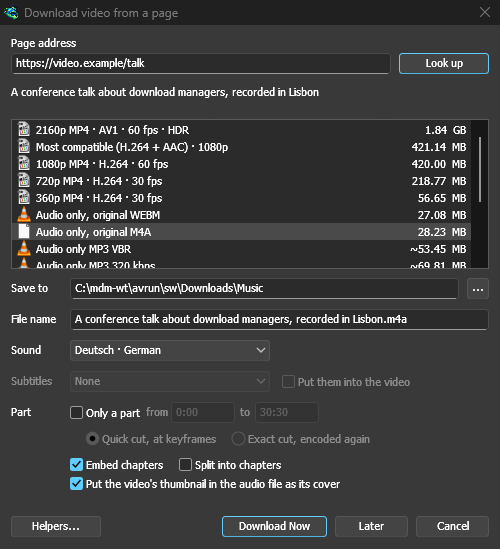 Download video from a page
Page address
https://video.example/talk
Look up
A conference talk about download managers, recorded in Lisbon
2160p MP4 · AV1 · 60 fps · HDR 1.84 GB
Most compatible (H.264 + AAC) · 1080p 421.14 MB
1080p MP4 · H.264 · 60 fps 420.00 MB
720p MP4 · H.264 · 30 fps 218.77 MB
360p MP4 · H.264 · 30 fps 56.65 MB
Audio only, original WEBM 27.08 MB
Audio only, original M4A 28.23 MB
Audio only MP3 VBR ~53.45 MB
Audio only MP3 320 kbps ~69.81 MB
Save to C:\mdm-wt\avrun\sw\Downloads\Music ...
File name A conference talk about download managers, recorded in Lisbon.m4a
Sound Deutsch · German
Subtitles None Put them into the video
Part Only a part from 0:00 to 30:30
Quick cut, at keyframes Exact cut, encoded again
Embed chapters Split into chapters
Put the video's thumbnail in the audio file as its cover
Helpers... Download Now Later Cancel